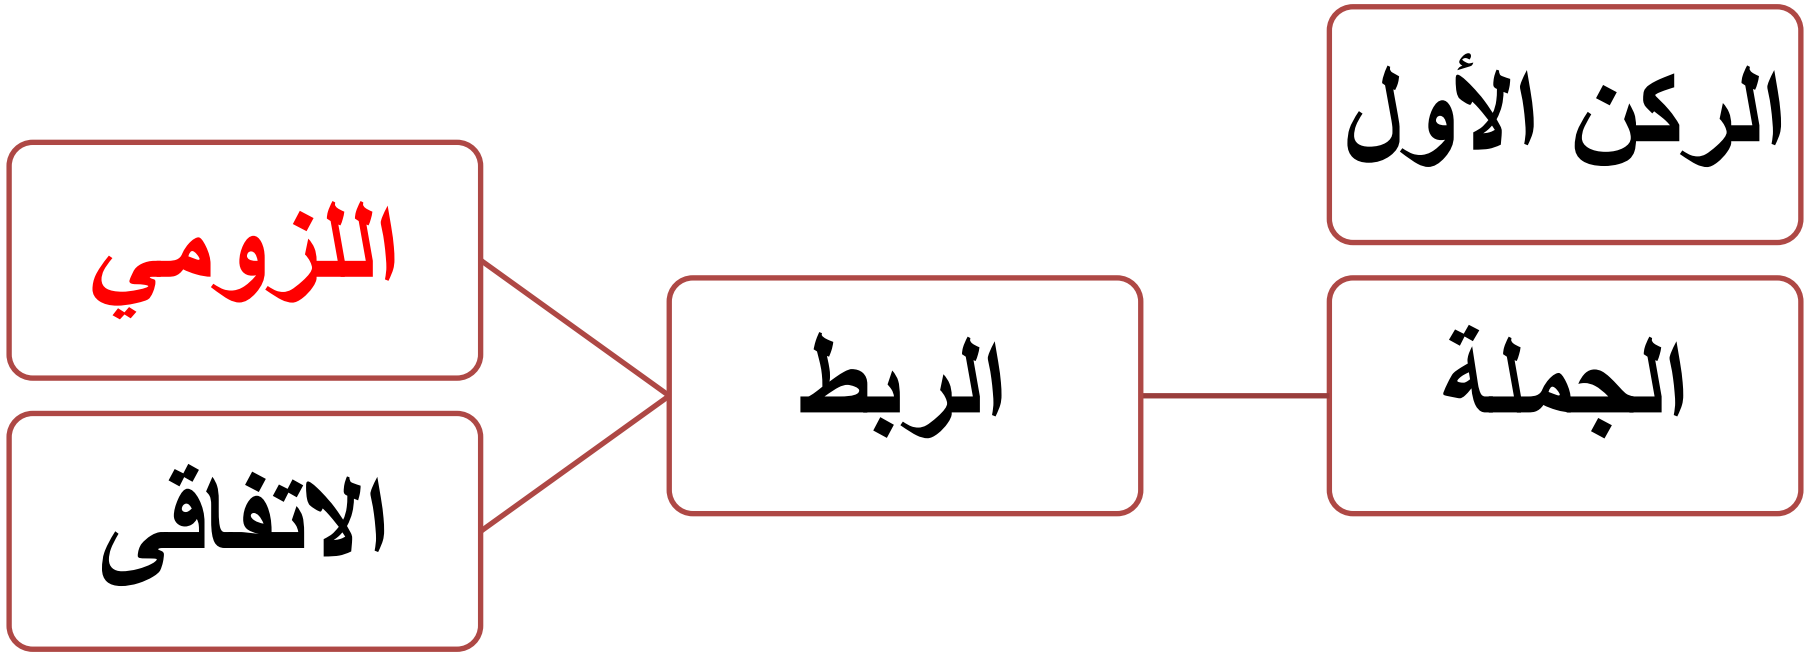 الركن الأول
الجملة
الربط
اللزومي
الاتفاقى